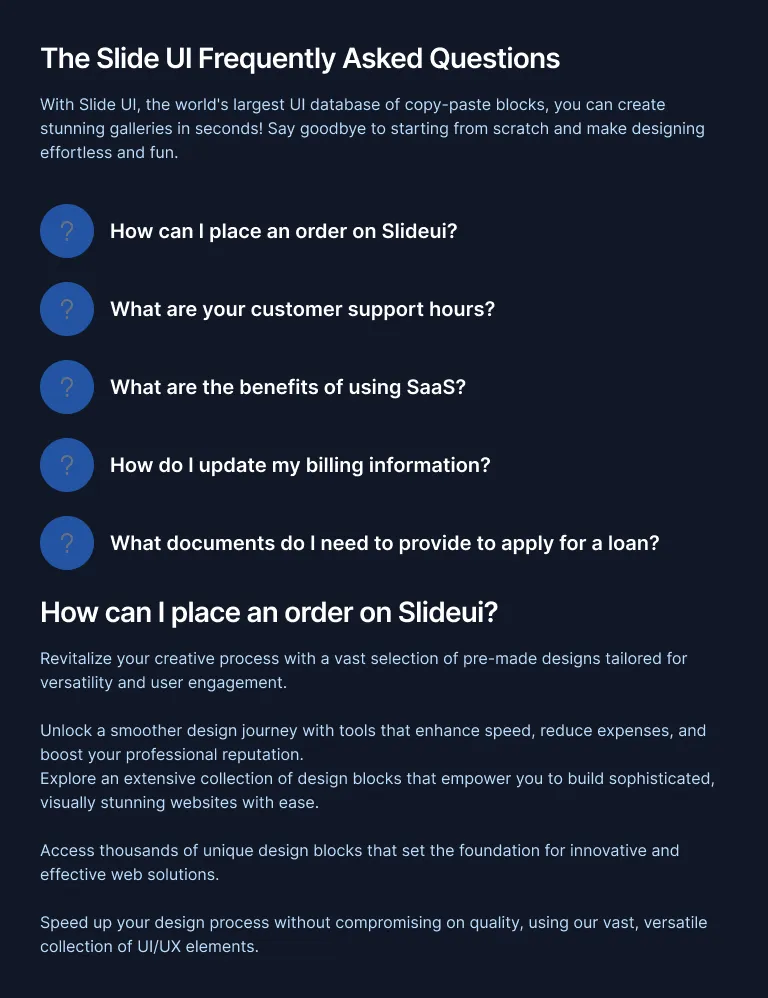 The Slide UI Frequently Asked Questions
With Slide UI, the world's largest UI database of copy-paste blocks, you can create
stunning galleries in seconds! Say goodbye to starting from scratch and make designing
effortless and fun.
? How can I place an order on Slideui?
? What are your customer support hours?
? What are the benefits of using SaaS?
? How do I update my billing information?
? What documents do I need to provide to apply for a loan?
How can I place an order on Slideui?
Revitalize your creative process with a vast selection of pre-made designs tailored for
versatility and user engagement.
Unlock a smoother design journey with tools that enhance speed, reduce expenses, and
boost your professional reputation.
Explore an extensive collection of design blocks that empower you to build sophisticated,
visually stunning websites with ease.
Access thousands of unique design blocks that set the foundation for innovative and
effective web solutions.
Speed up your design process without compromising on quality, using our vast, versatile
collection of UI/UX elements.